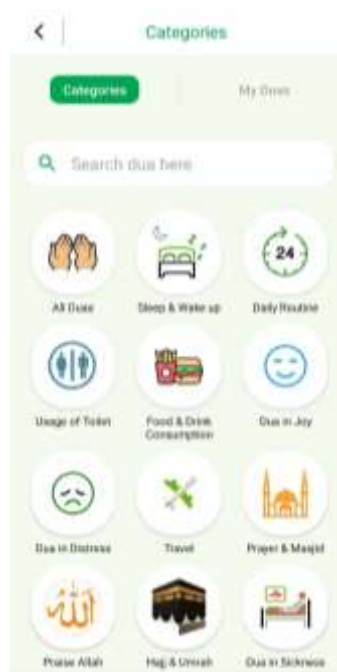 Categories
Categories
My Duas
Search dua here
All Duas
Sleep & Wake up
Daily Routine
24
Usage of Toilet
Food & Drink
Consumption
Dua in Joy
Dua in Distress
Travel
Prayer & Masjid
الله
Praise Allah
Hajj & Umrah
Dua in Sickness